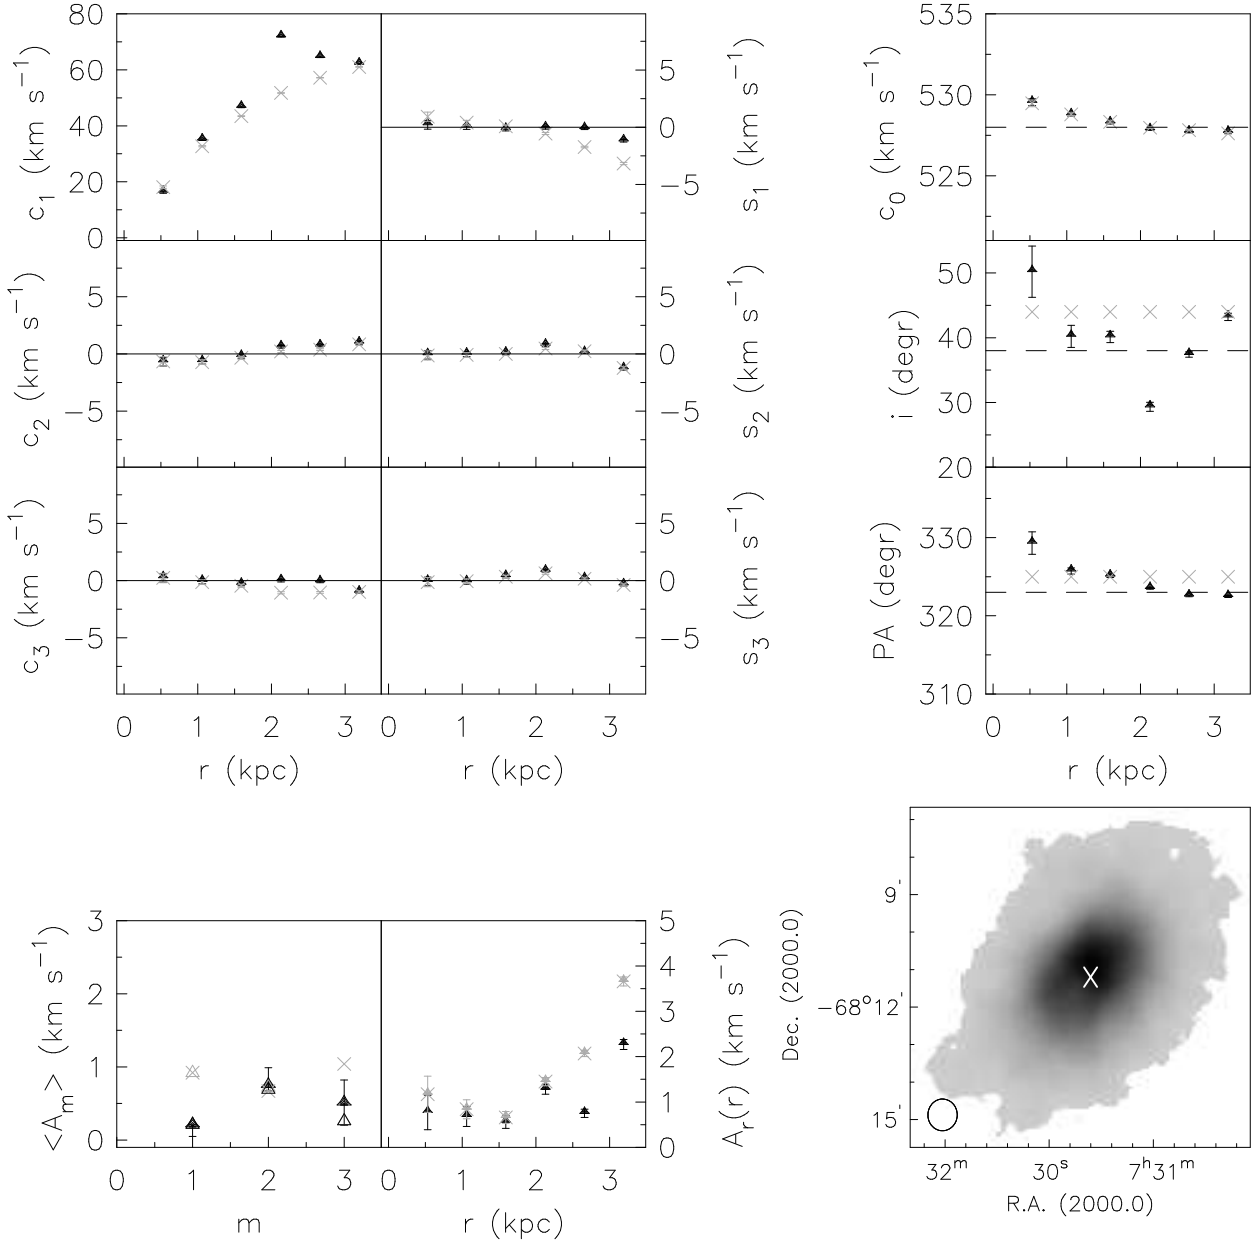 80
60
40
20
0
c1 (km s−1)
5
0
−5
s1 (km s−1)
535
530
525
c0 (km s−1)
5
0
−5
c2 (km s−1)
5
0
−5
s2 (km s−1)
50
40
30
20
i (degr)
5
0
−5
c3 (km s−1)
5
0
−5
s3 (km s−1)
330
320
310
PA (degr)
0 1 2 3
0 1 2 3
0 1 2 3
r (kpc)
r (kpc)
r (kpc)
3
2
1
0
<Am> (km s−1)
5
4
3
2
1
0
Ar(r) (km s−1)
0 1 2 3
0 1 2 3
m
r (kpc)
Dec. (2000.0)
9'
−68°12'
15'
32m 30s 7h31m
R.A. (2000.0)